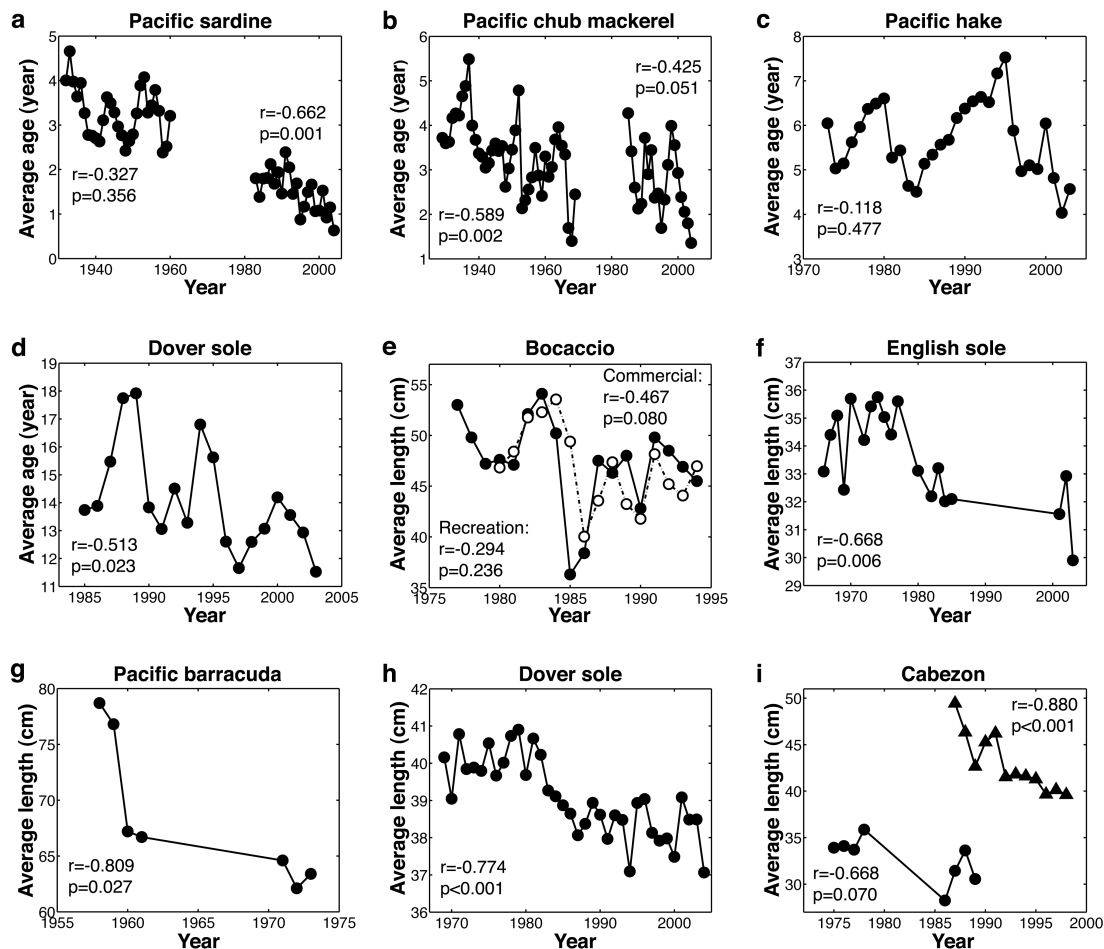 a Pacific sardine
5
4
3
2
1
Average age (year)
r=-0.327
p=0.356
r=-0.662
p=0.001
1940 1960 1980 2000
Year
b Pacific chub mackerel
6
5
4
3
2
1
Average age (year)
r=-0.425
p=0.051
r=-0.589
p=0.002
1940 1960 1980 2000
Year
c Pacific hake
8
7
6
5
4
3
Average age (year)
r=-0.118
p=0.477
1970 1980 1990 2000
Year
d Dover sole
19
18
17
16
15
14
13
12
11
Average age (year)
r=-0.513
p=0.023
1985 1990 1995 2000 2005
Year
e Bocaccio
55
50
45
40
35
Average length (cm)
Commercial:
r=-0.467
p=0.080
Recreation:
r=-0.294
p=0.236
1975 1980 1985 1990 1995
Year
f English sole
37
36
35
34
33
32
31
30
29
Average length (cm)
r=-0.668
p=0.006
1970 1980 1990 2000
Year
g Pacific barracuda
80
75
70
65
60
Average length (cm)
r=-0.809
p=0.027
1955 1960 1965 1970 1975
Year
h Dover sole
42
41
40
39
38
37
36
Average length (cm)
r=-0.774
p<0.001
1970 1980 1990 2000
Year
i Cabezon
50
45
40
35
30
Average length (cm)
r=-0.880
p<0.001
r=-0.668
p=0.070
1975 1980 1985 1990 1995 2000
Year